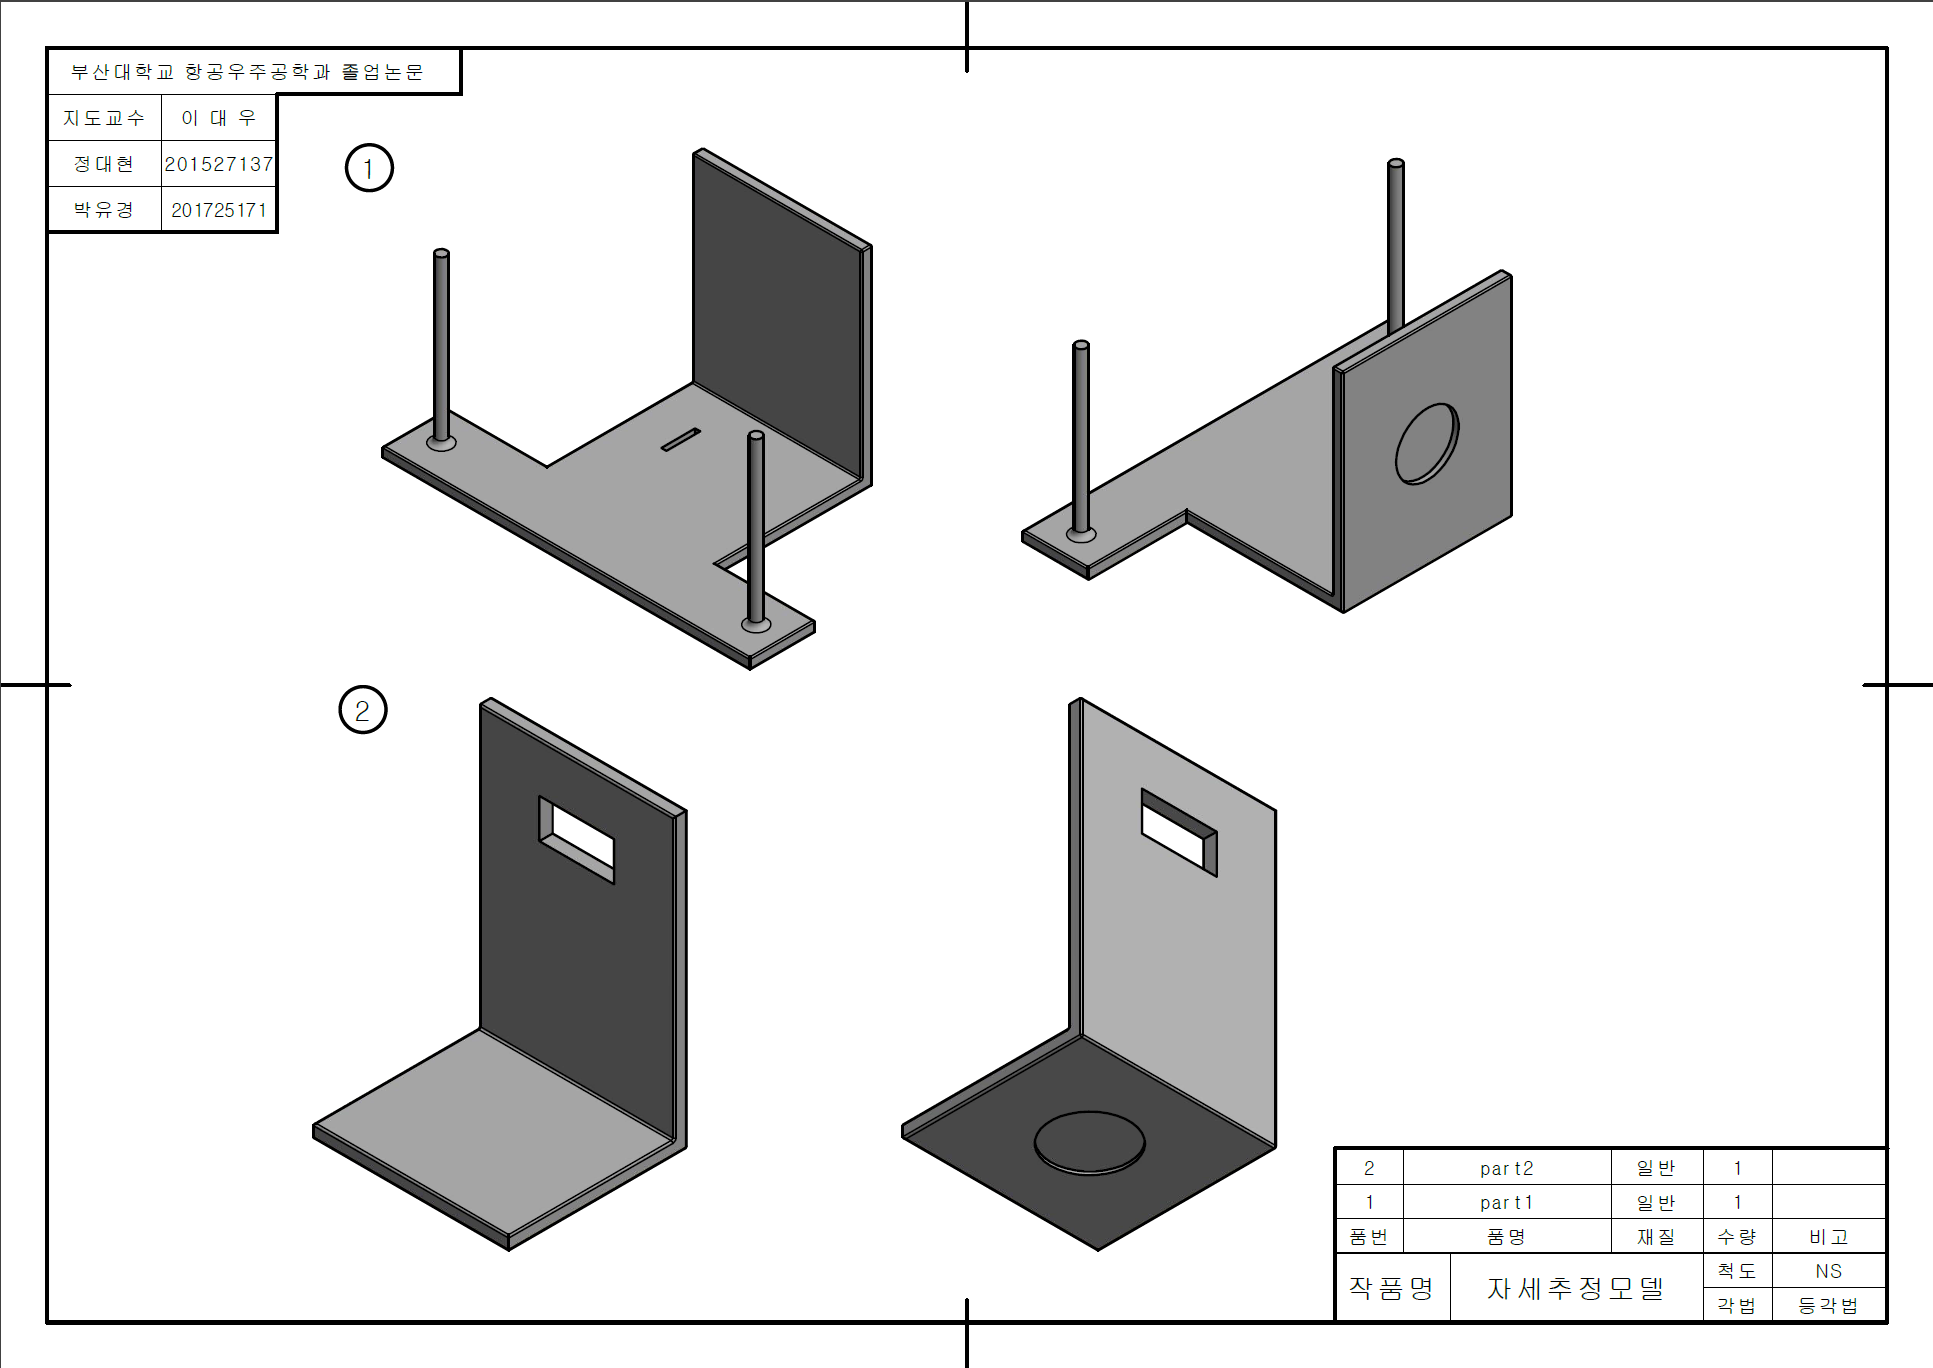 부산대학교 항공우주공학과 졸업논문
지도교수 이 대 우
정대현 201527137
박유경 201725171
1
2
2 part2 일반 1
1 part1 일반 1
품번 품명 재질 수량 비고
작품명 자세추정모델 척도 NS
각법 등각법